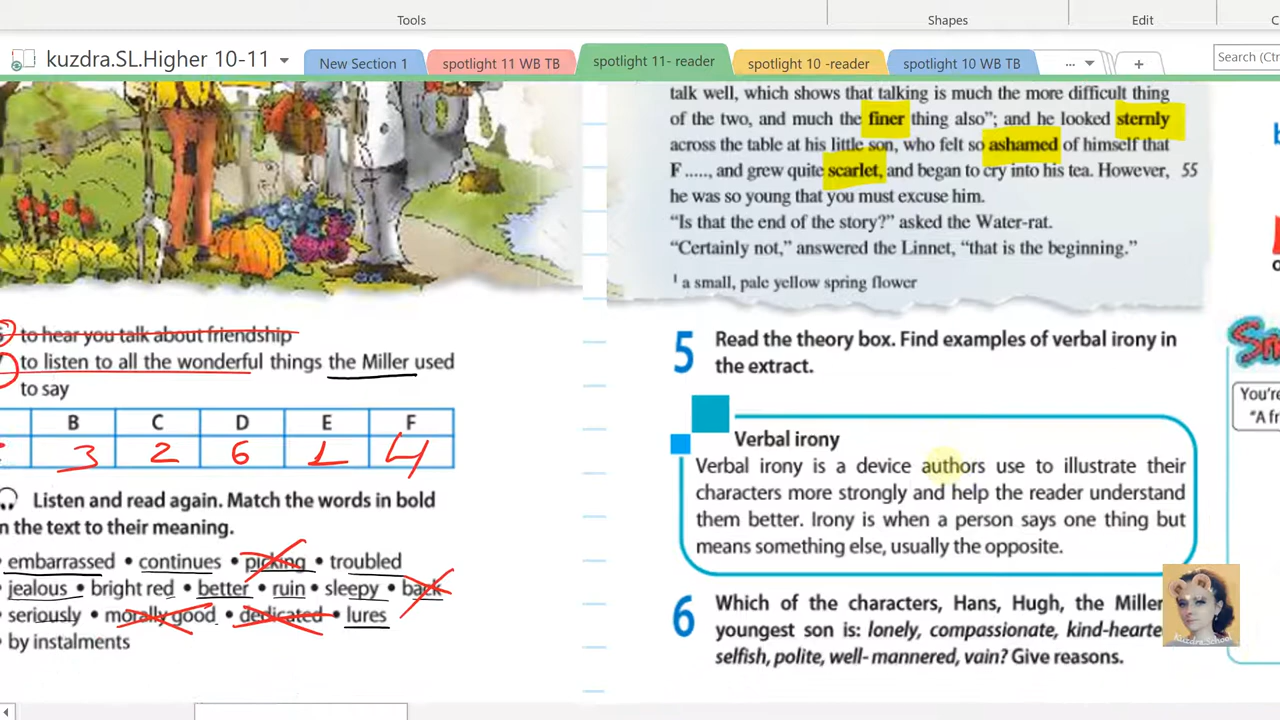 Tools
Shapes
Edit
kuzdra.SL.Higher 10-11
New Section 1
spotlight 11 WB TB
spotlight 11- reader
spotlight 10 -reader
spotlight 10 WB TB
...
+
Search (Ctr
to hear you talk about friendship
to listen to all the wonderful things the Miller used
to say
B C D E F
3 2 6 1 4
Listen and read again. Match the words in bold
n the text to their meaning.
embarrassed • continues • picking • troubled
• jealous • bright red • better • ruin • sleepy • back
• seriously • morally good • dedicated • lures
• by instalments
talk well, which shows that talking is much the more difficult thing
of the two, and much the finer thing also”; and he looked sternly
across the table at his little son, who felt so ashamed of himself that
F ....., and grew quite scarlet, and began to cry into his tea. However, 55
he was so young that you must excuse him.
“Is that the end of the story?” asked the Water-rat.
“Certainly not,” answered the Linnet, “that is the beginning.”
¹ a small, pale yellow spring flower
5 Read the theory box. Find examples of verbal irony in
the extract.
Verbal irony
Verbal irony is a device authors use to illustrate their
characters more strongly and help the reader understand
them better. Irony is when a person says one thing but
means something else, usually the opposite.
6 Which of the characters, Hans, Hugh, the Miller
youngest son is: lonely, compassionate, kind-hearte
selfish, polite, well-mannered, vain? Give reasons.
You're
“A f
Kuzdra.School